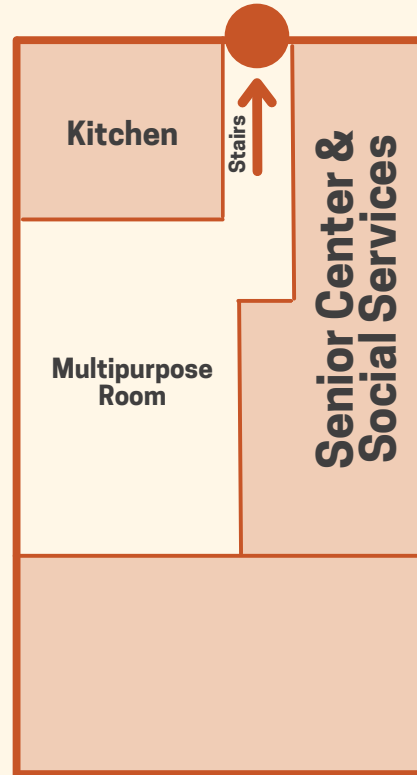 Kitchen
Stairs
Senior Center &
Social Services
Multipurpose
Room